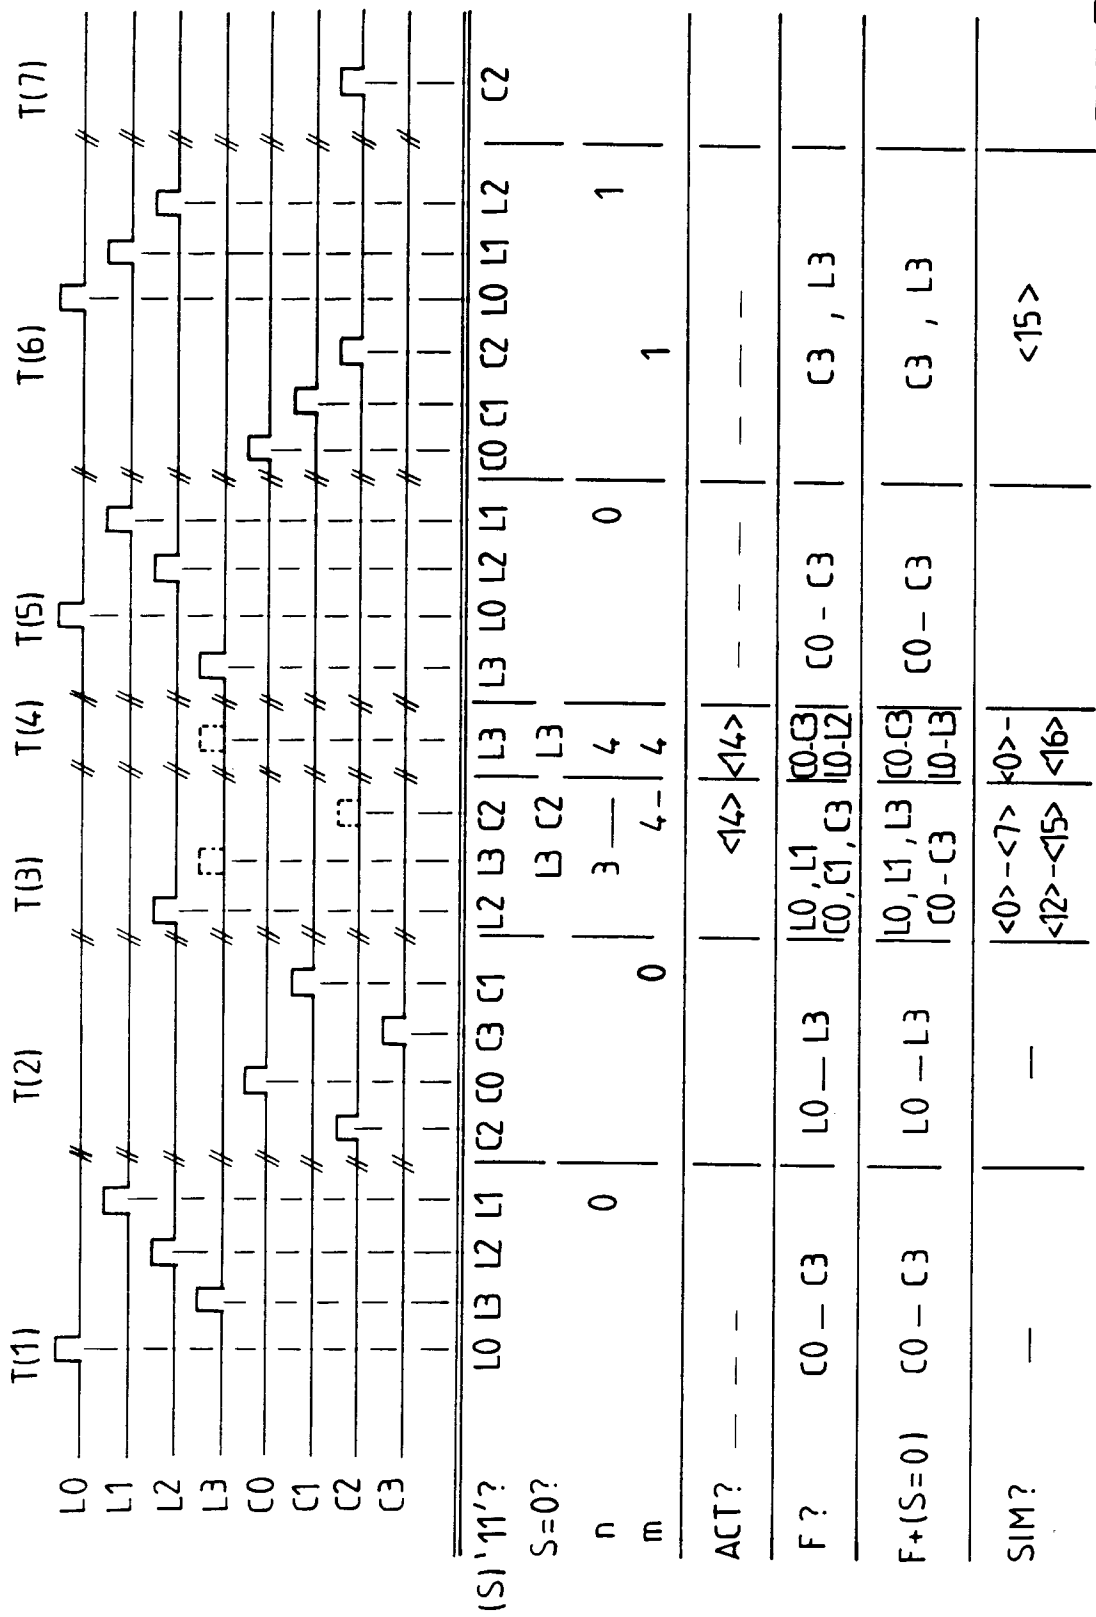 T(1) T(2) T(3) T(4) T(5) T(6) T(7)
L0
L1
L2
L3
C0
C1
C2
C3
(S)'11'? L0 L3 L2 L1 C2 C0 C3 C1 L2 L3 C2 L3 L3 L0 L2 L1 C0 C1 C2 L0 L1 L2 C2
S=0? L3 C2 L3
n 0 3 — 4 0 1
m 0 4 – 4 1
ACT? — — — <14> <14> — — — — — — —
F? C0 – C3 L0 — L3 L0, L1 C0-C3 C0 - C3 C3 , L3
C0, C1, C3 L0-L2
F+(S=0) C0 – C3 L0 — L3 L0, L1, L3 C0-C3 C0 – C3 C3 , L3
C0 - C3 L0-L3
SIM? — — <0>–<7> <0>– <15>
<12>–<15> <16>